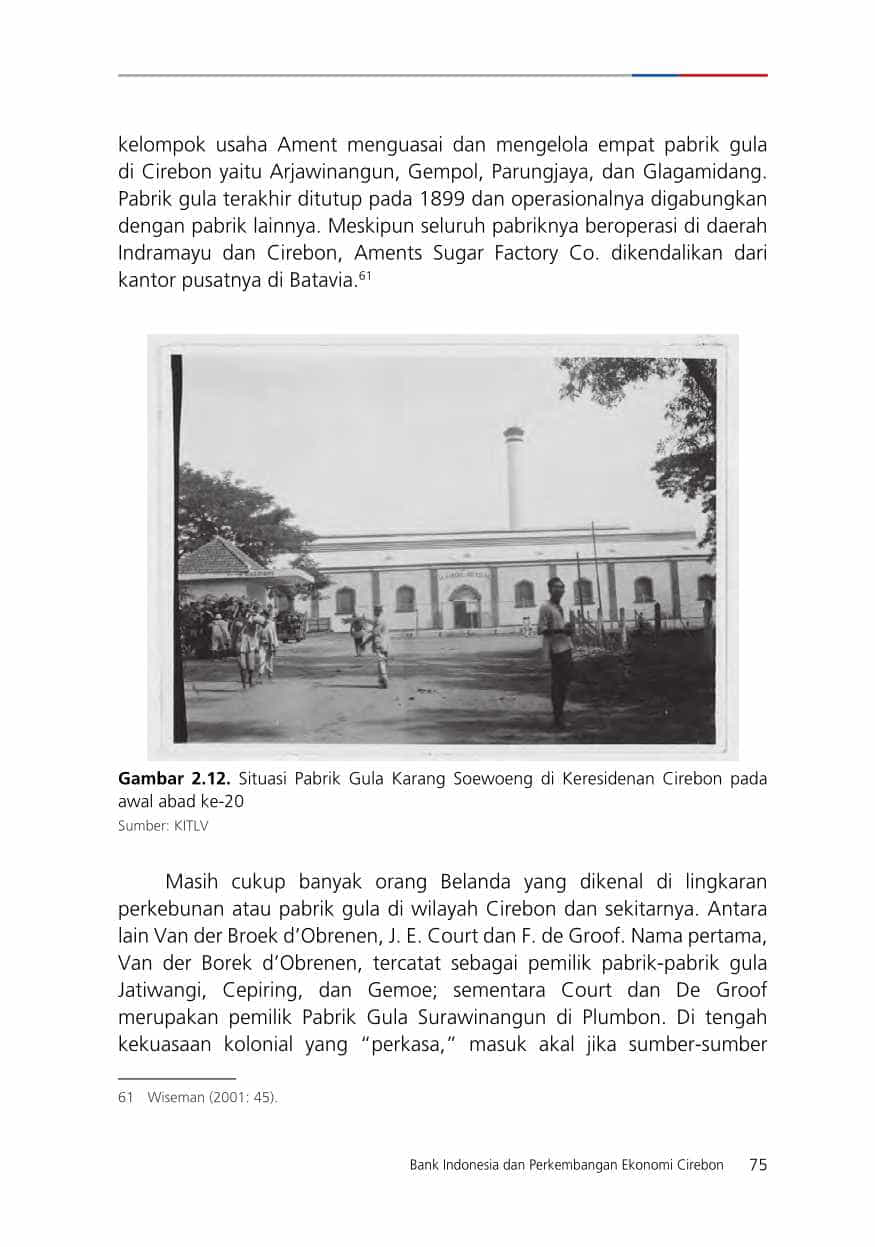 kelompok usaha Ament menguasai dan mengelola empat pabrik gula
di Cirebon yaitu Arjawinangun, Gempol, Parungjaya, dan Glagamidang.
Pabrik gula terakhir ditutup pada 1899 dan operasionalnya digabungkan
dengan pabrik lainnya. Meskipun seluruh pabriknya beroperasi di daerah
Indramayu dan Cirebon, Aments Sugar Factory Co. dikendalikan dari
kantor pusatnya di Batavia.⁶¹
Gambar 2.12. Situasi Pabrik Gula Karang Soewoeng di Keresidenan Cirebon pada
awal abad ke-20
Sumber: KITLV
Masih cukup banyak orang Belanda yang dikenal di lingkaran
perkebunan atau pabrik gula di wilayah Cirebon dan sekitarnya. Antara
lain Van der Broek d’Obrenen, J. E. Court dan F. de Groof. Nama pertama,
Van der Borek d’Obrenen, tercatat sebagai pemilik pabrik-pabrik gula
Jatiwangi, Cepiring, dan Gemoe; sementara Court dan De Groof
merupakan pemilik Pabrik Gula Surawinangun di Plumbon. Di tengah
kekuasaan kolonial yang “perkasa,” masuk akal jika sumber-sumber
61 Wiseman (2001: 45).
Bank Indonesia dan Perkembangan Ekonomi Cirebon 75